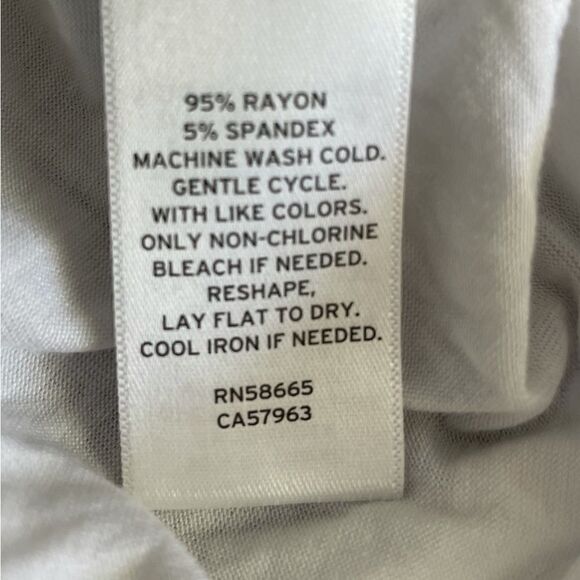 95% RAYON
5% SPANDEX
MACHINE WASH COLD.
GENTLE CYCLE.
WITH LIKE COLORS.
ONLY NON-CHLORINE
BLEACH IF NEEDED.
RESHAPE,
LAY FLAT TO DRY.
COOL IRON IF NEEDED.
RN58665
CA57963